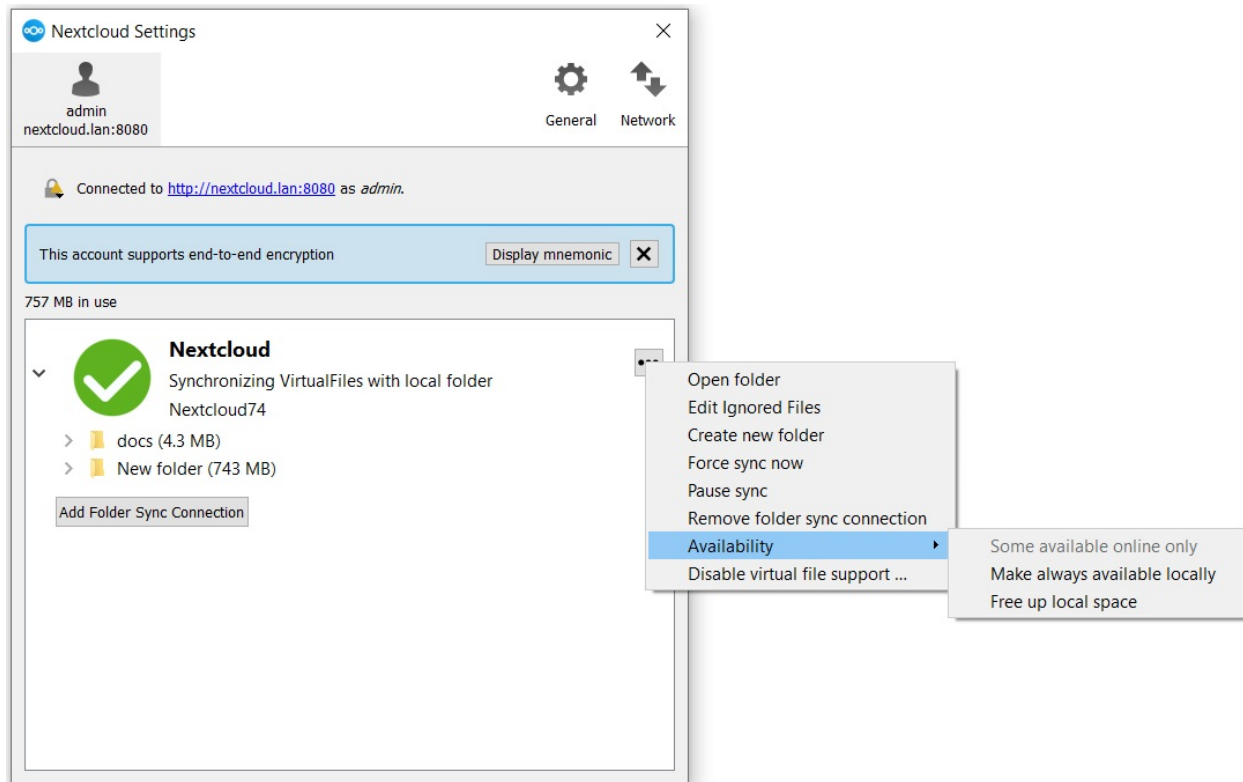 Nextcloud Settings
admin
nextcloud.lan:8080
General
Network
Connected to http://nextcloud.lan:8080 as admin.
This account supports end-to-end encryption
Display mnemonic
757 MB in use
Nextcloud
Synchronizing VirtualFiles with local folder
Nextcloud74
docs (4.3 MB)
New folder (743 MB)
Add Folder Sync Connection
Open folder
Edit Ignored Files
Create new folder
Force sync now
Pause sync
Remove folder sync connection
Availability
Disable virtual file support ...
Some available online only
Make always available locally
Free up local space